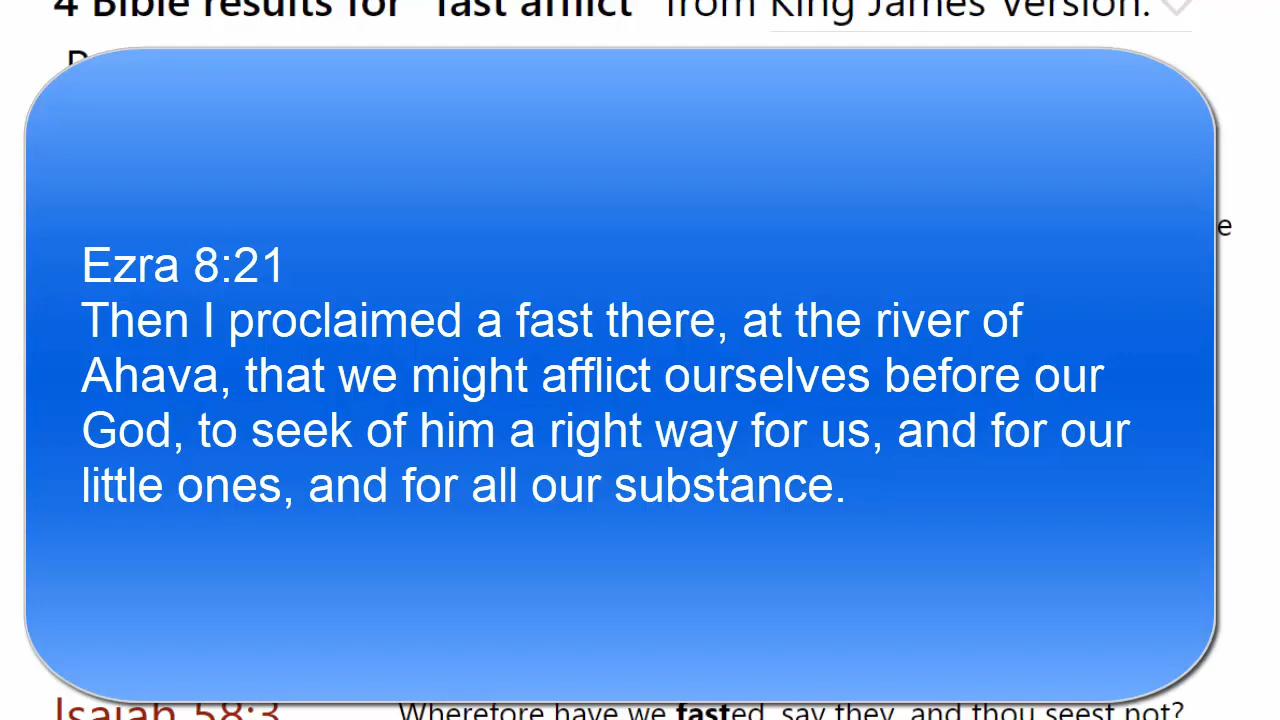 4 Bible results for "fast afflict" from King James Version.
e
Ezra 8:21
Then I proclaimed a fast there, at the river of
Ahava, that we might afflict ourselves before our
God, to seek of him a right way for us, and for our
little ones, and for all our substance.
Isaiah 58:3 Wherefore have we fasted, say they, and thou seest not?